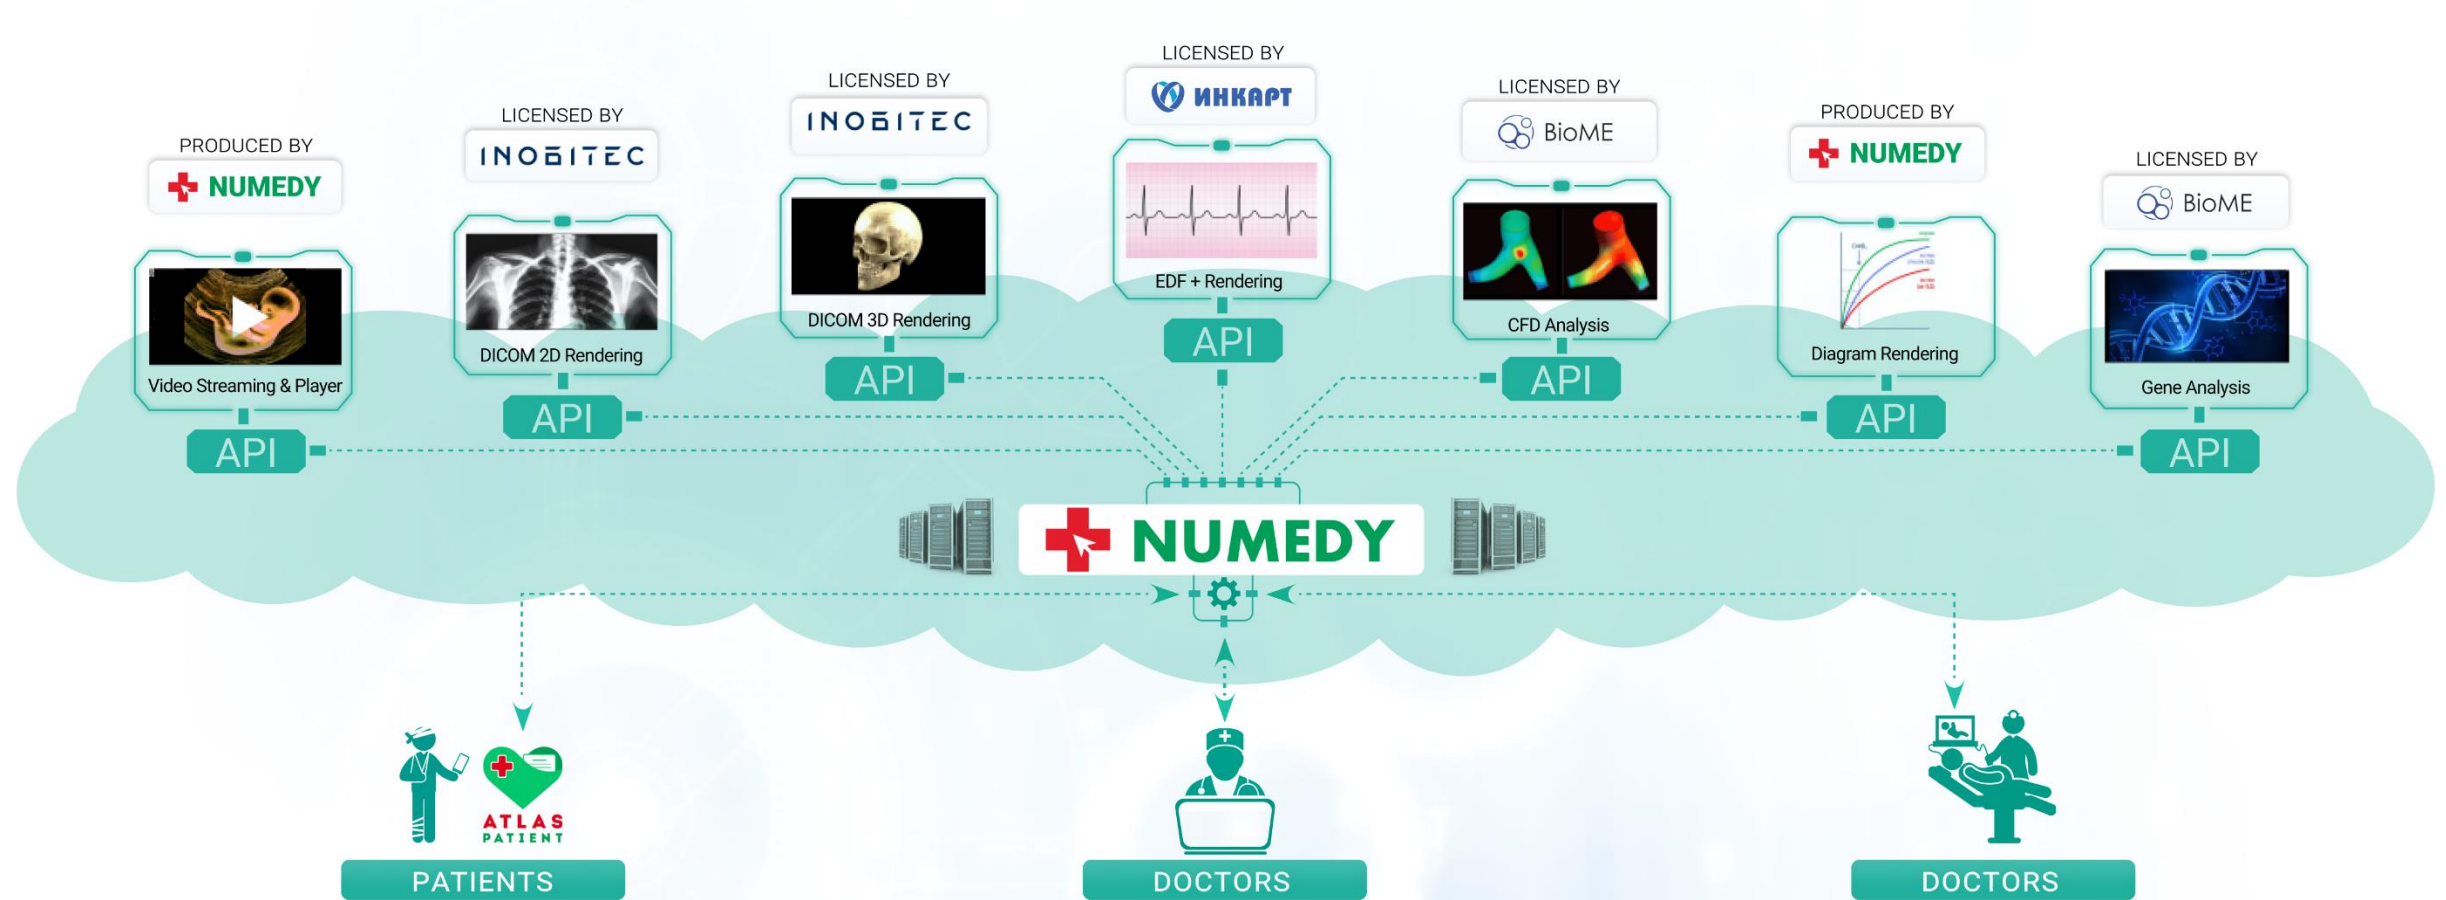 PRODUCED BY
NUMEDY
Video Streaming & Player
API
LICENSED BY
INOBITEC
DICOM 2D Rendering
API
LICENSED BY
INOBITEC
DICOM 3D Rendering
API
LICENSED BY
ИНКАРТ
EDF + Rendering
API
LICENSED BY
BioME
CFD Analysis
API
PRODUCED BY
NUMEDY
Diagram Rendering
API
LICENSED BY
BioME
Gene Analysis
API
NUMEDY
ATLAS
PATIENT
PATIENTS
DOCTORS
DOCTORS